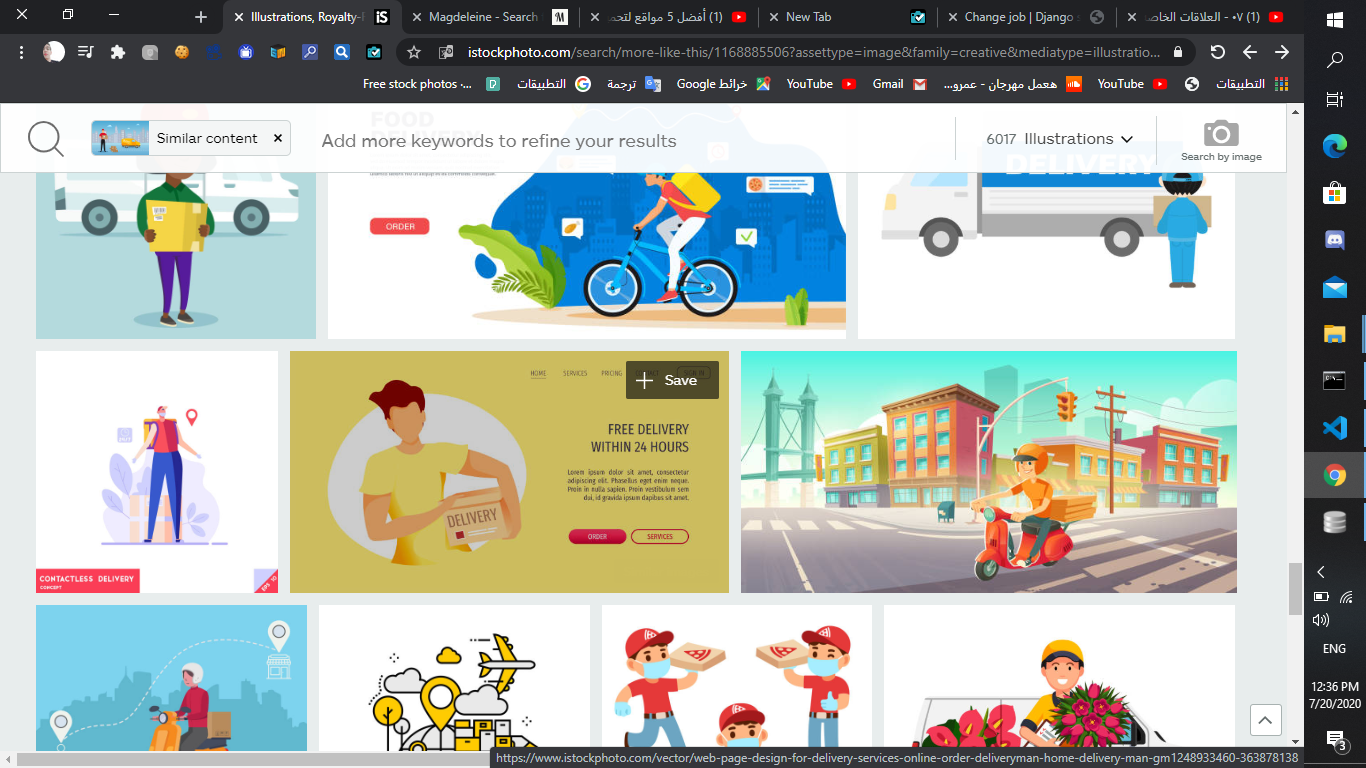 Illustrations, Royalty-
Magdeleine - Search
(1) أفضل 5 مواقع لتحم
New Tab
Change job | Django s
(1) ٠٧ - العلاقات الخاص
istockphoto.com/search/more-like-this/1168885506?assettype=image&family=creative&mediatype=illustratio...
Free stock photos ·...
التطبيقات
ترجمة
خرائط Google
YouTube
Gmail
هعمل مهرجان - عمرو...
YouTube
التطبيقات
Similar content
Add more keywords to refine your results
6017 Illustrations
Search by image
FOOD
DELIVERY
ORDER
DELIVERY
CONTACTLESS DELIVERY
CONCEPT
EPS 10
HOME SERVICES PRICING
SIGN IN
Save
FREE DELIVERY
WITHIN 24 HOURS
Lorem ipsum dolor sit amet, consectetur
adipiscing elit. Phasellus eget enim neque.
Proin in nulla sapien. Proin vestibulum sem
dui, id gravida ipsum dapibus sit amet.
DELIVERY
ORDER
SERVICES
https://www.istockphoto.com/vector/web-page-design-for-delivery-services-online-order-deliveryman-home-delivery-man-gm1248933460-363878138
ENG
12:36 PM
7/20/2020
3